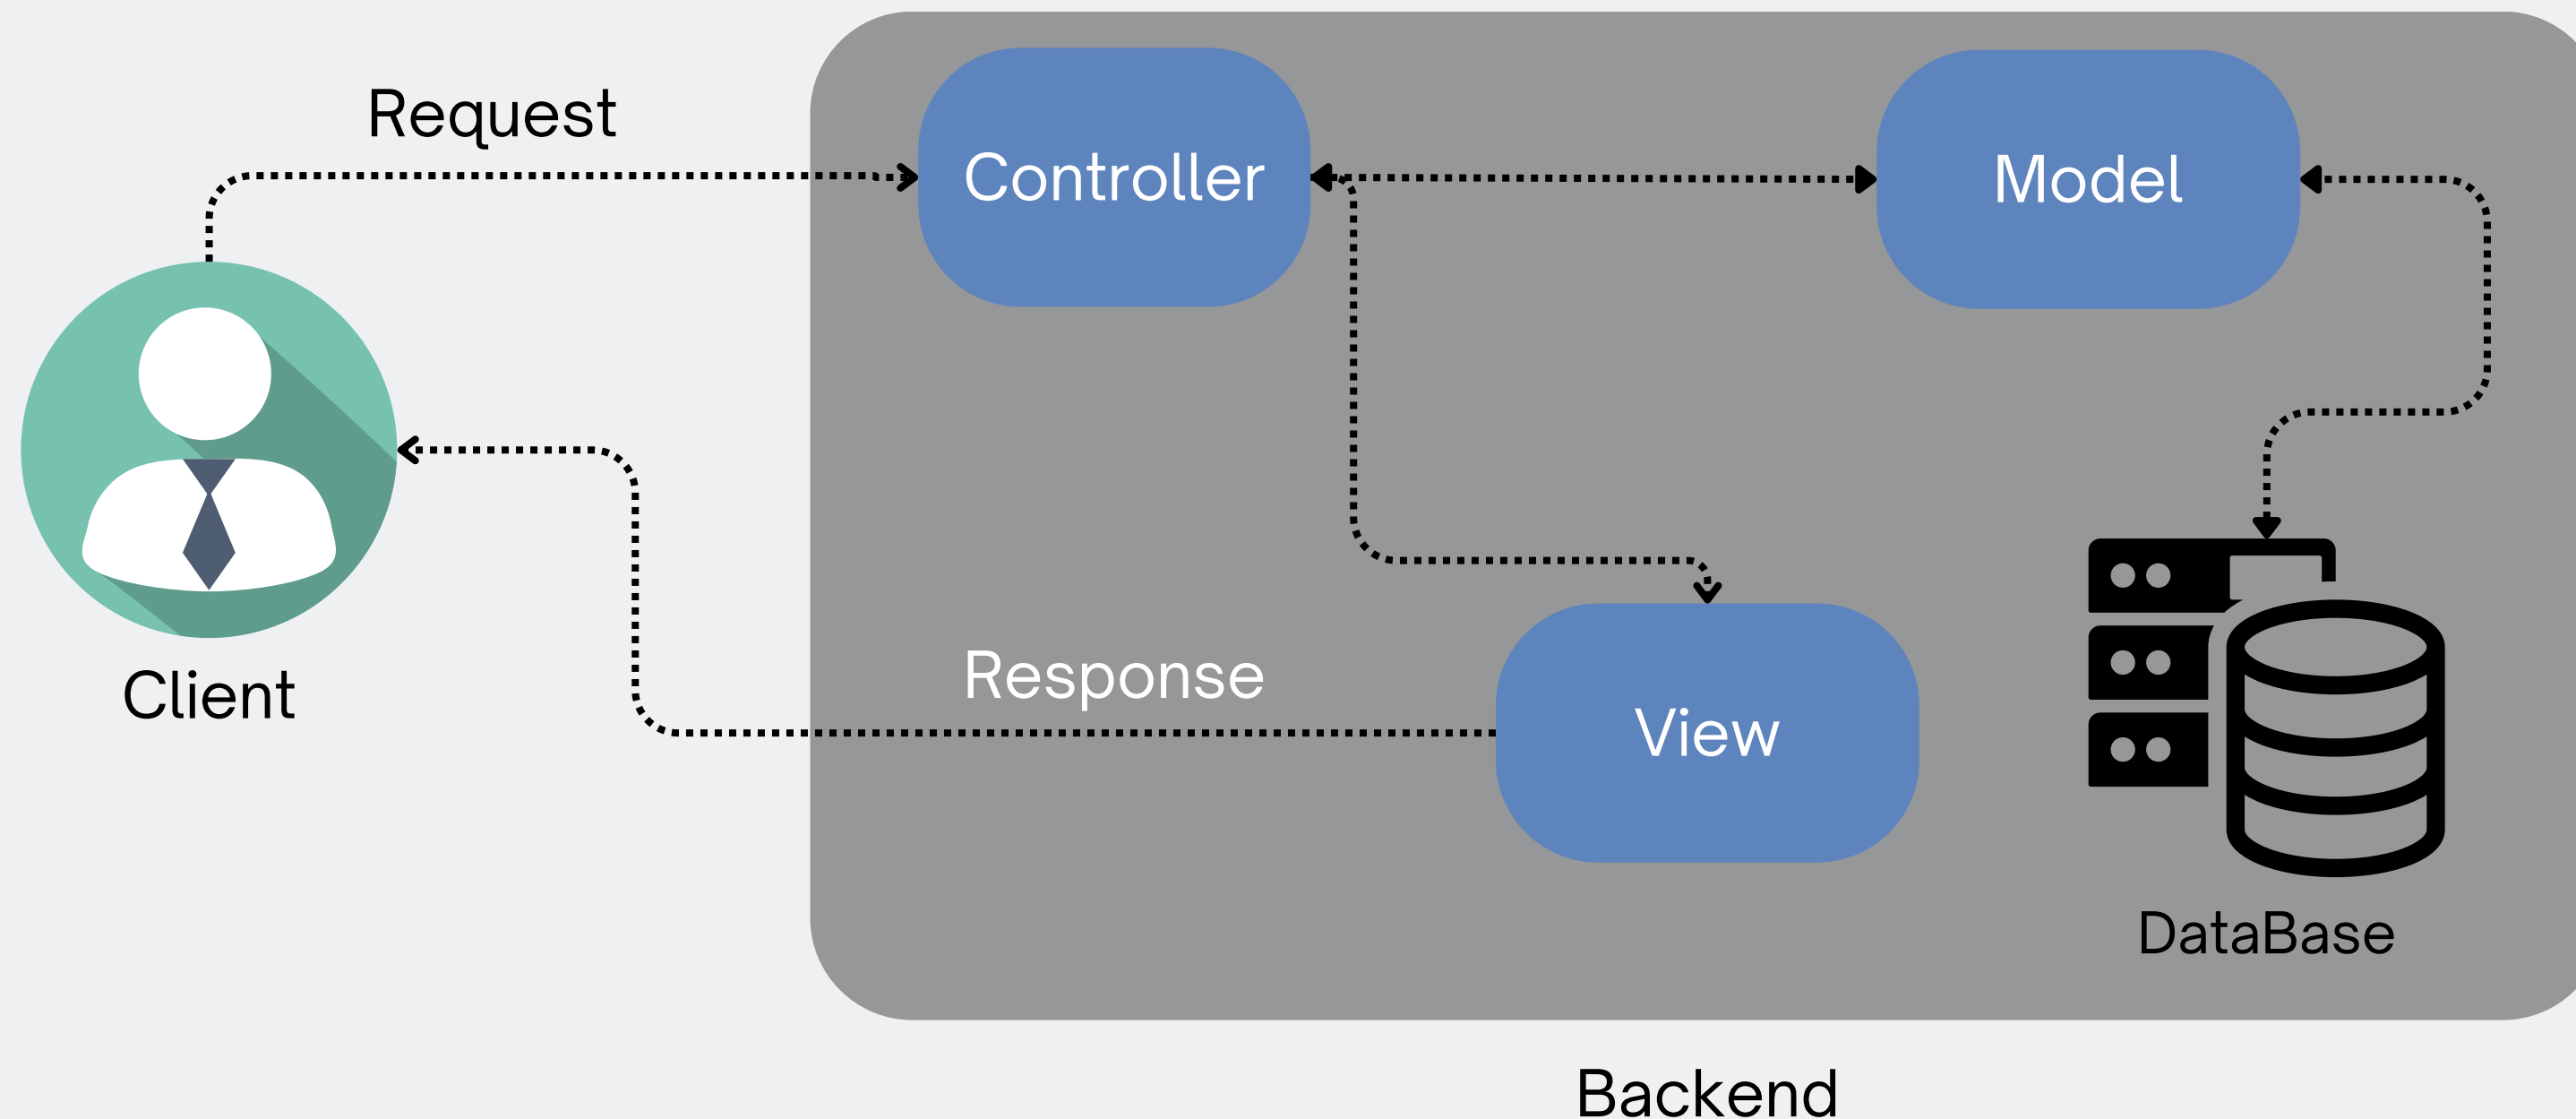 Request
Controller
Model
Client
Response
View
DataBase
Backend